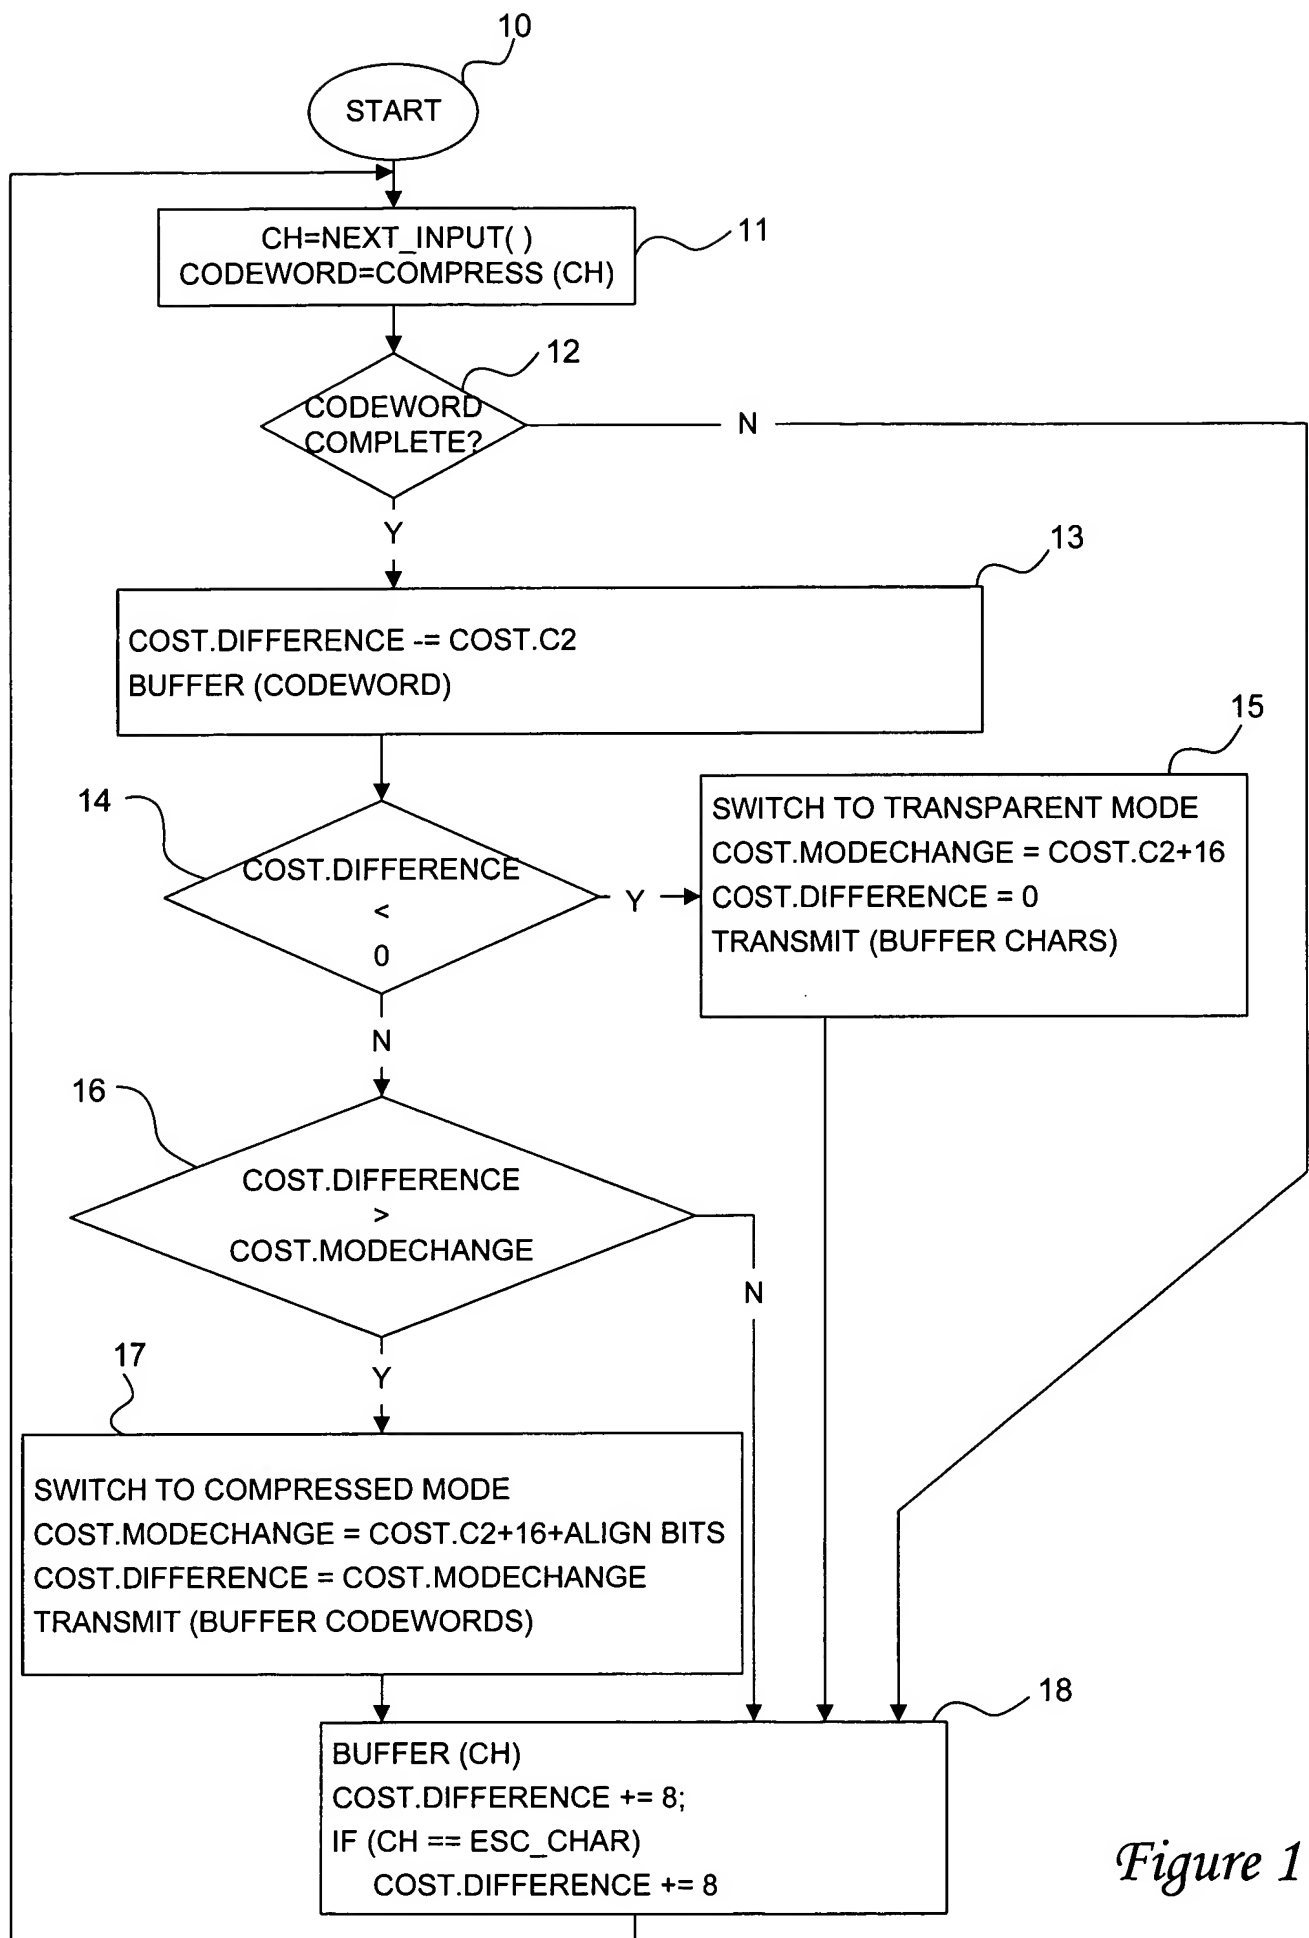 10
START
CH=NEXT_INPUT( )
CODEWORD=COMPRESS (CH)
11
12
CODEWORD
COMPLETE?
N
Y
13
COST.DIFFERENCE -= COST.C2
BUFFER (CODEWORD)
14
COST.DIFFERENCE
<
0
Y
15
SWITCH TO TRANSPARENT MODE
COST.MODECHANGE = COST.C2+16
COST.DIFFERENCE = 0
TRANSMIT (BUFFER CHARS)
N
16
COST.DIFFERENCE
>
COST.MODECHANGE
N
Y
17
SWITCH TO COMPRESSED MODE
COST.MODECHANGE = COST.C2+16+ALIGN BITS
COST.DIFFERENCE = COST.MODECHANGE
TRANSMIT (BUFFER CODEWORDS)
18
BUFFER (CH)
COST.DIFFERENCE += 8;
IF (CH == ESC_CHAR)
COST.DIFFERENCE += 8
Figure 1